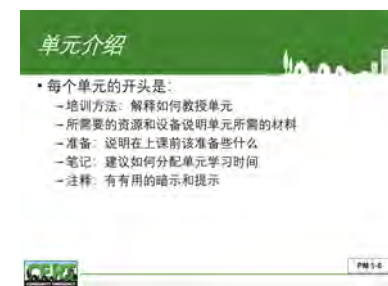 单元介绍
• 每个单元的开头是：
–培训方法：解释如何教授单元
–所需要的资源和设备说明单元所需的材料
–准备：说明在上课前该准备些什么
–笔记：建议如何分配单元学习时间
–注释：有有用的暗示和提示